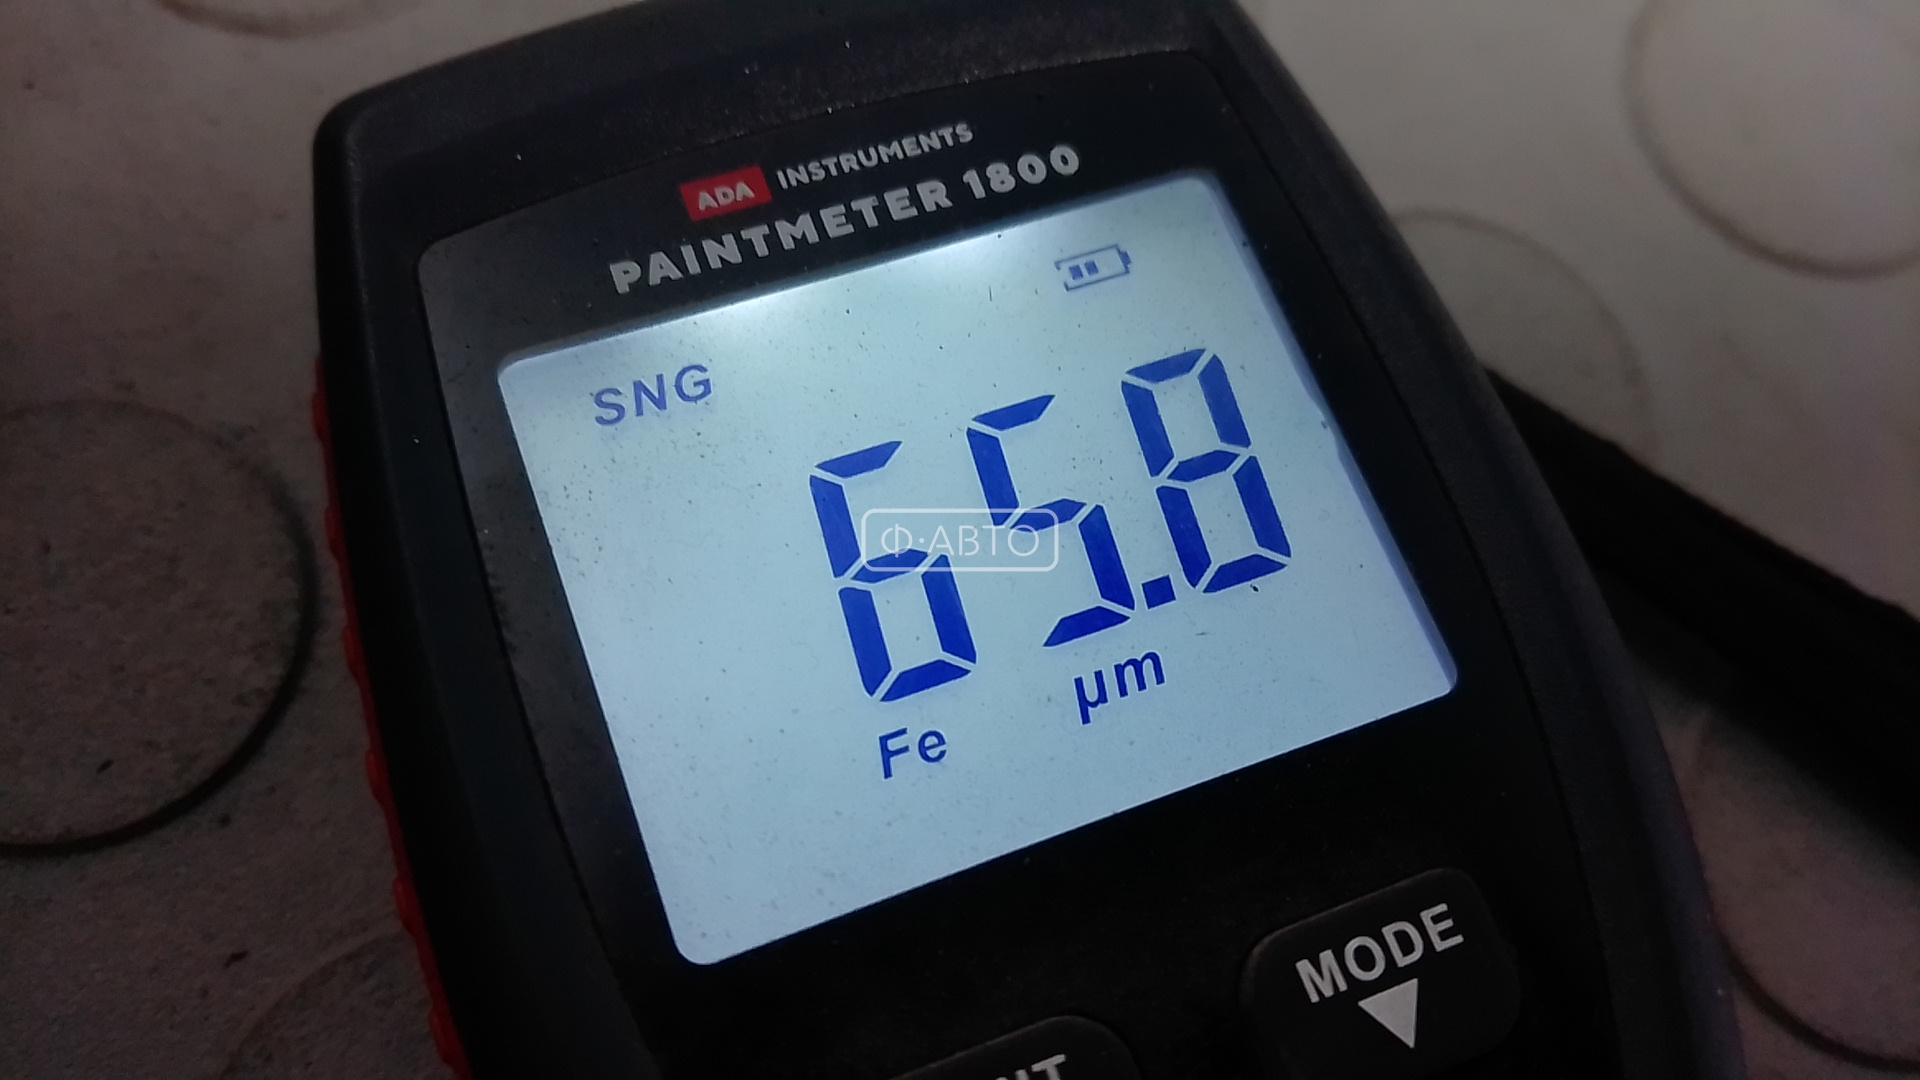 ADA INSTRUMENTS
PAINTMETER 1800
SNG
65.8
Ф·АВТО
µm
Fe
MODE